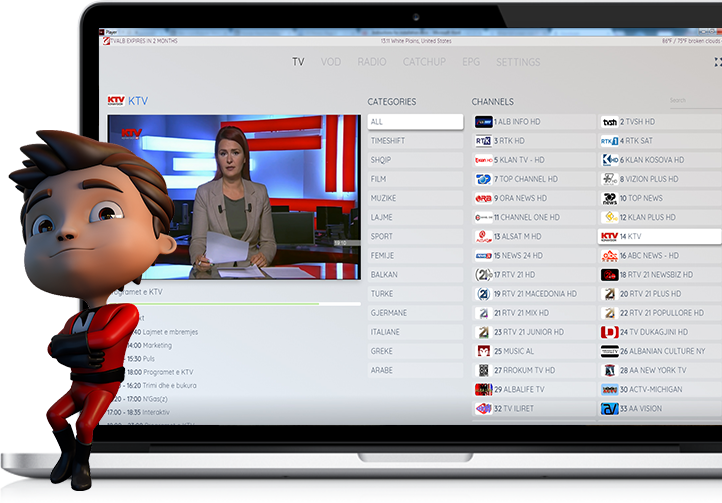 Player
TVALB EXPIRES IN 2 MONTHS
13:11 White Plains, United States
86°F / 75°F broken clouds
TV VOD RADIO CATCHUP EPG SETTINGS
KTV KTV
KTV
59:10
rogramet e KTV
20:40 Lajmet e mbremjes
14:00 Marketing
15:30 Puls
18:00 Programet e KTV
16:20 Trimi dhe e bukura
17:00 N'Gas(z)
17:00 - 18:35 Interaktiv
Programet e KTV
N
CATEGORIES
ALL
TIMESHIFT
SHQIP
FILM
MUZIKE
LAJME
SPORT
FEMIJE
BALKAN
TURKE
GJERMANE
ITALIANE
GREKE
ARABE
CHANNELS
Search
1 ALB INFO HD
2 TVSH HD
3 RTK HD
4 RTK SAT
5 KLAN TV - HD
6 KLAN KOSOVA HD
7 TOP CHANNEL HD
8 VIZION PLUS HD
9 ORA NEWS HD
10 TOP NEWS
11 CHANNEL ONE HD
12 KLAN PLUS HD
13 ALSAT M HD
14 KTV
15 NEWS 24 HD
16 ABC NEWS - HD
17 RTV 21 HD
18 RTV 21 NEWSBIZ HD
19 RTV 21 MACEDONIA HD
20 RTV 21 PLUS HD
21 RTV 21 MIX HD
22 RTV 21 POPULLORE HD
23 RTV 21 JUNIOR HD
24 TV DUKAGJINI HD
25 MUSIC AL
26 ALBANIAN CULTURE NY
27 RROKUM TV HD
28 AA NEW YORK TV
29 ALBALIFE TV
30 ACTV-MICHIGAN
32 TV ILIRET
33 AA VISION